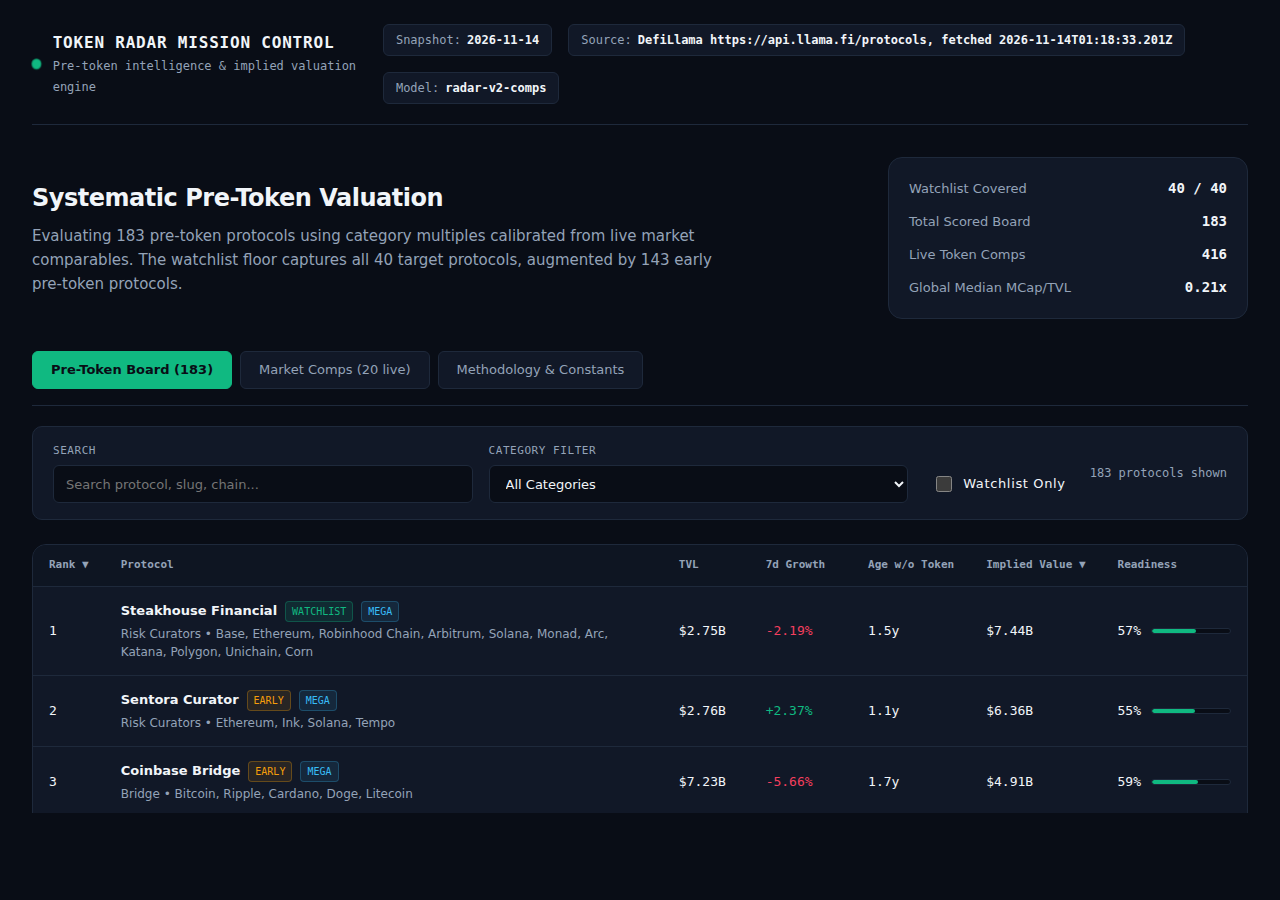 TOKEN RADAR MISSION CONTROL
Pre-token intelligence & implied valuation
engine
Snapshot: 2026-11-14
Source: DefiLlama https://api.llama.fi/protocols, fetched 2026-11-14T01:18:33.201Z
Model: radar-v2-comps
Systematic Pre-Token Valuation
Evaluating 183 pre-token protocols using category multiples calibrated from live market
comparables. The watchlist floor captures all 40 target protocols, augmented by 143 early
pre-token protocols.
Watchlist Covered 40 / 40
Total Scored Board 183
Live Token Comps 416
Global Median MCap/TVL 0.21x
Pre-Token Board (183) Market Comps (20 live) Methodology & Constants
SEARCH CATEGORY FILTER
Search protocol, slug, chain... All Categories Watchlist Only 183 protocols shown
Rank ▼ Protocol TVL 7d Growth Age w/o Token Implied Value ▼ Readiness
1 Steakhouse Financial WATCHLIST MEGA $2.75B -2.19% 1.5y $7.44B 57%
Risk Curators • Base, Ethereum, Robinhood Chain, Arbitrum, Solana, Monad, Arc,
Katana, Polygon, Unichain, Corn
2 Sentora Curator EARLY MEGA $2.76B +2.37% 1.1y $6.36B 55%
Risk Curators • Ethereum, Ink, Solana, Tempo
3 Coinbase Bridge EARLY MEGA $7.23B -5.66% 1.7y $4.91B 59%
Bridge • Bitcoin, Ripple, Cardano, Doge, Litecoin